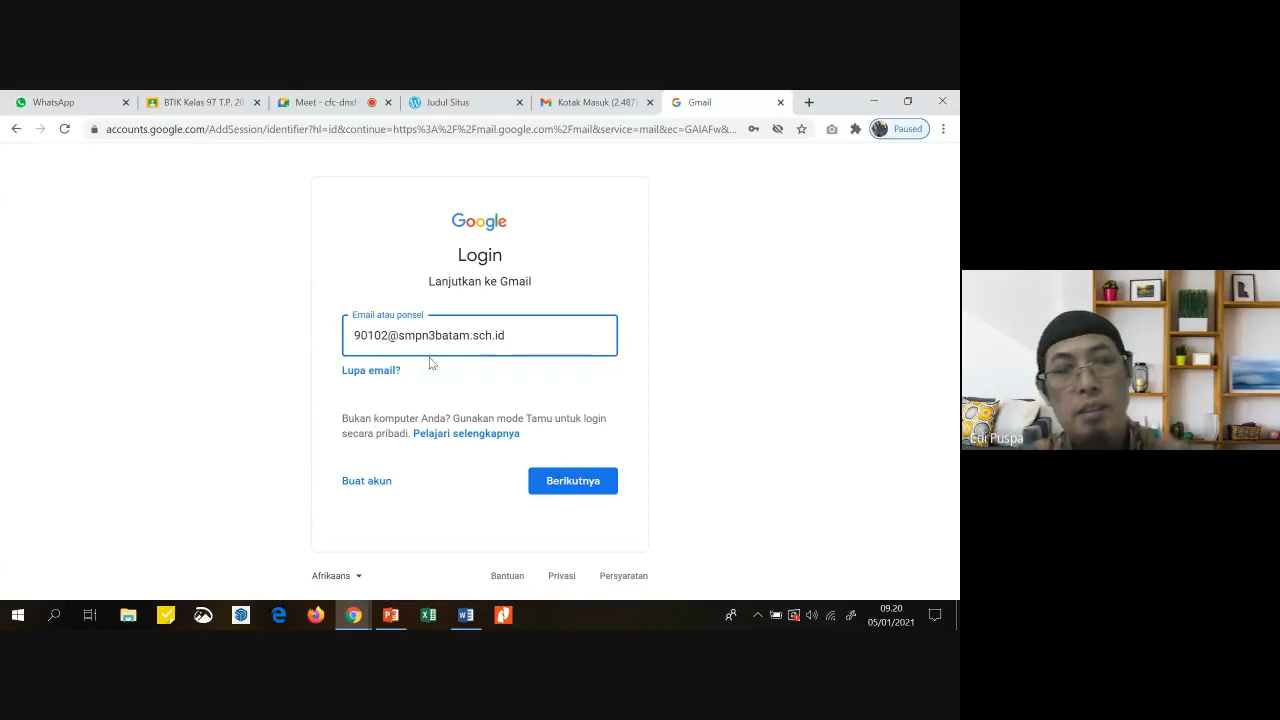 WhatsApp
BTIK Kelas 97 T.P. 20
Meet - cfc-dnxf
Judul Situs
Kotak Masuk (2.487)
Gmail
accounts.google.com/AddSession/identifier?hl=id&continue=https%3A%2F%2Fmail.google.com%2Fmail&service=mail&ec=GAlAFw&...
Paused
Google
Login
Lanjutkan ke Gmail
Email atau ponsel
90102@smpn3batam.sch.id
Lupa email?
Bukan komputer Anda? Gunakan mode Tamu untuk login
secara pribadi. Pelajari selengkapnya
Buat akun
Berikutnya
Afrikaans
Bantuan
Privasi
Persyaratan
Edi Puspa
09.20
05/01/2021